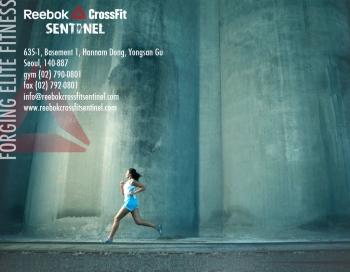 FORGING ELITE FITNESS
Reebok CrossFit
SENTINEL
635-1, Basement 1, Hannam Dong, Yongsan Gu
Seoul, 140-887
gym (02) 790-0801
fax (02) 792-0801
info@reebokcrossfitsentinel.com
www.reebokcrossfitsentinel.com